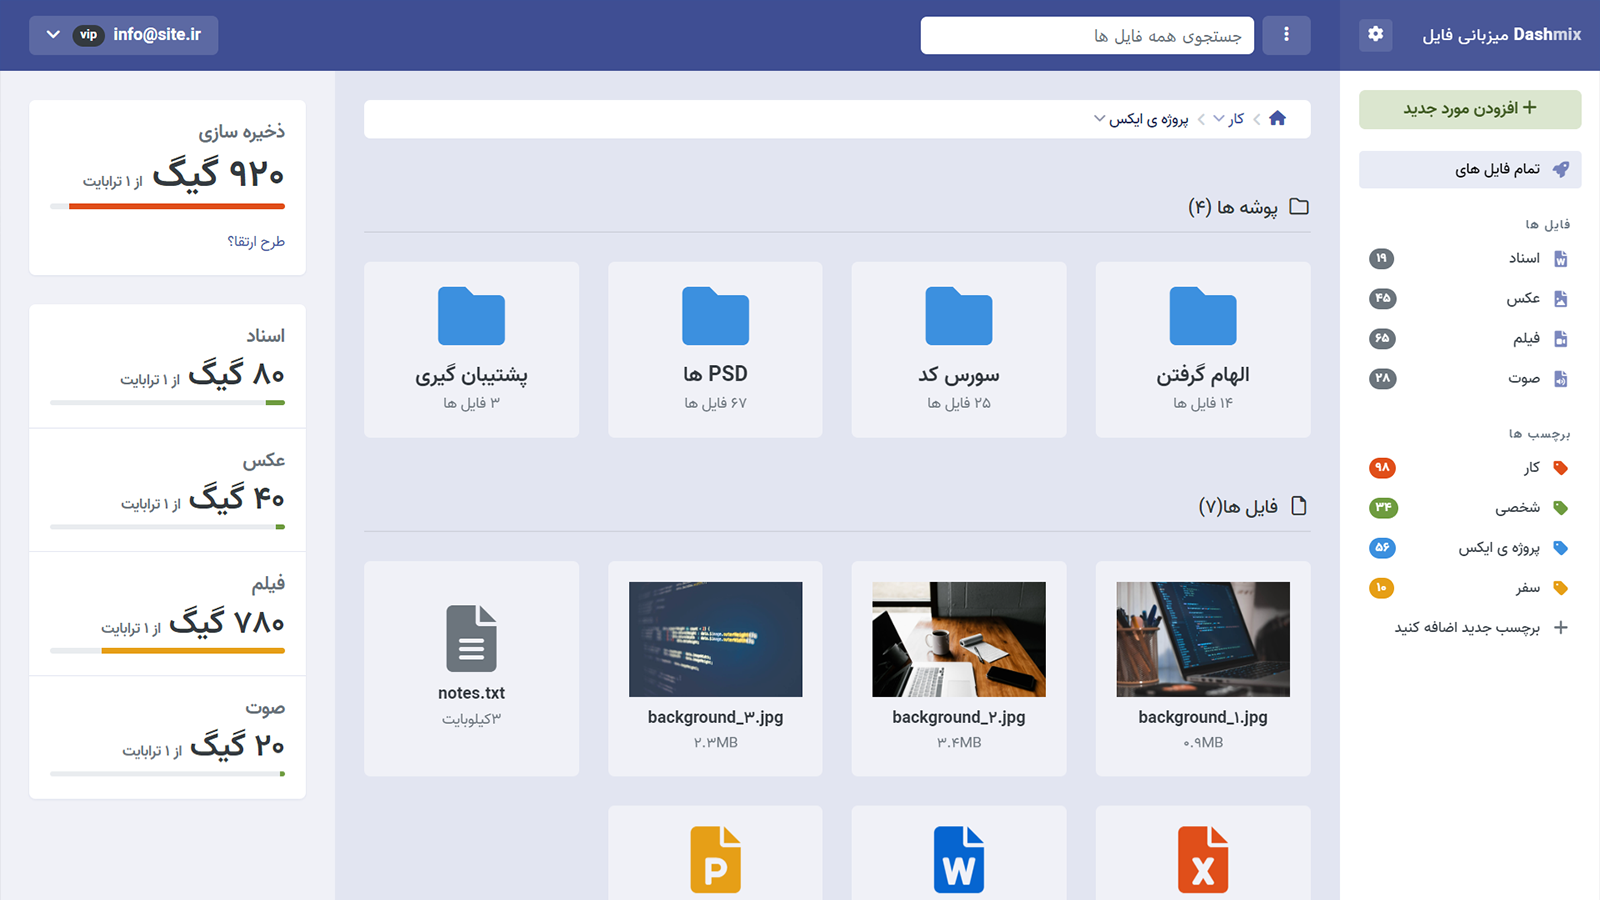 Dashmix میزبانی فایل
جستجوی همه فایل ها
info@site.ir vip
افزودن مورد جدید
تمام فایل های
فایل ها
اسناد ۱۹
عکس ۴۵
فیلم ۶۵
صوت ۲۸
برچسب ها
کار ۹۸
شخصی ۳۴
پروژه ی ایکس ۵۶
سفر ۱۰
برچسب جدید اضافه کنید
کار
پروژه ی ایکس
پوشه ها (۴)
الهام گرفتن
۱۴ فایل ها
سورس کد
۲۵ فایل ها
PSD ها
۶۷ فایل ها
پشتیبان گیری
۳ فایل ها
فایل ها(۷)
background_۱.jpg
۰.۹MB
background_۲.jpg
۳.۴MB
background_۳.jpg
۲.۳MB
notes.txt
۳کیلوبایت
X
W
P
ذخیره سازی
۹۲۰ گیگ از ۱ ترابایت
طرح ارتقا؟
اسناد
۸۰ گیگ از ۱ ترابایت
عکس
۴۰ گیگ از ۱ ترابایت
فیلم
۷۸۰ گیگ از ۱ ترابایت
صوت
۲۰ گیگ از ۱ ترابایت